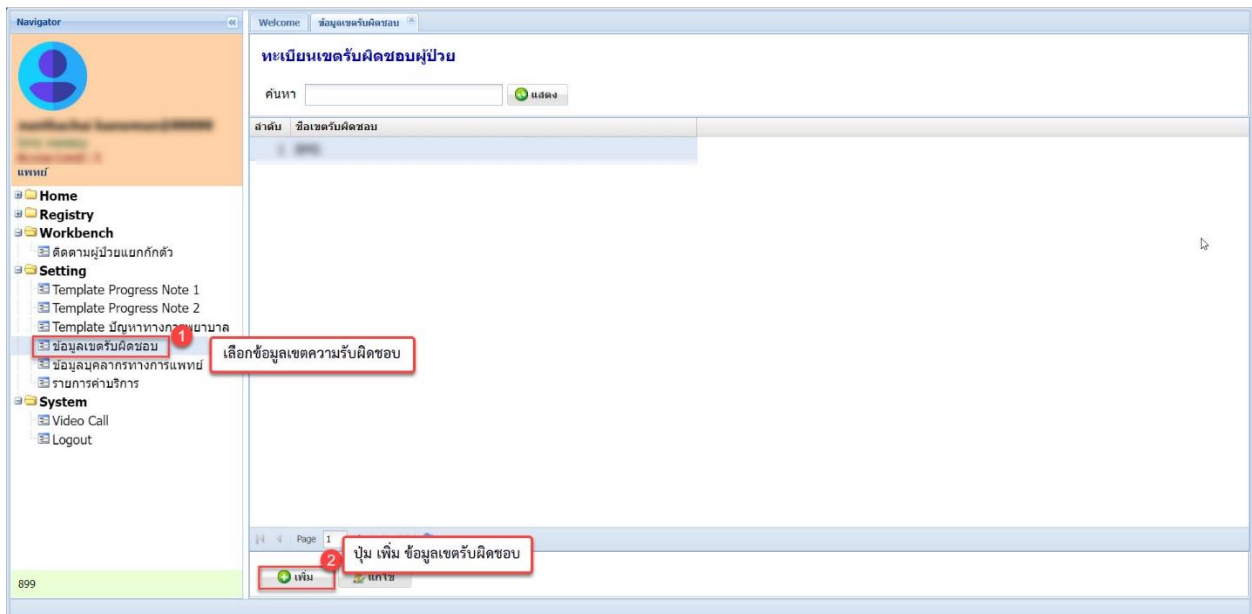 Navigator
Welcome
ข้อมูลเขตรับผิดชอบ
ทะเบียนเขตรับผิดชอบผู้ป่วย
ค้นหา
แสดง
ลำดับ ชื่อเขตรับผิดชอบ
แพทย์
Home
Registry
Workbench
ติดตามผู้ป่วยแยกกักตัว
Setting
Template Progress Note 1
Template Progress Note 2
Template ปัญหาทางการพยาบาล
1
ข้อมูลเขตรับผิดชอบ
เลือกข้อมูลเขตความรับผิดชอบ
ข้อมูลบุคลากรทางการแพทย์
รายการค่าบริการ
System
Video Call
Logout
Page 1
2
ปุ่ม เพิ่ม ข้อมูลเขตรับผิดชอบ
เพิ่ม
แก้ไข
899